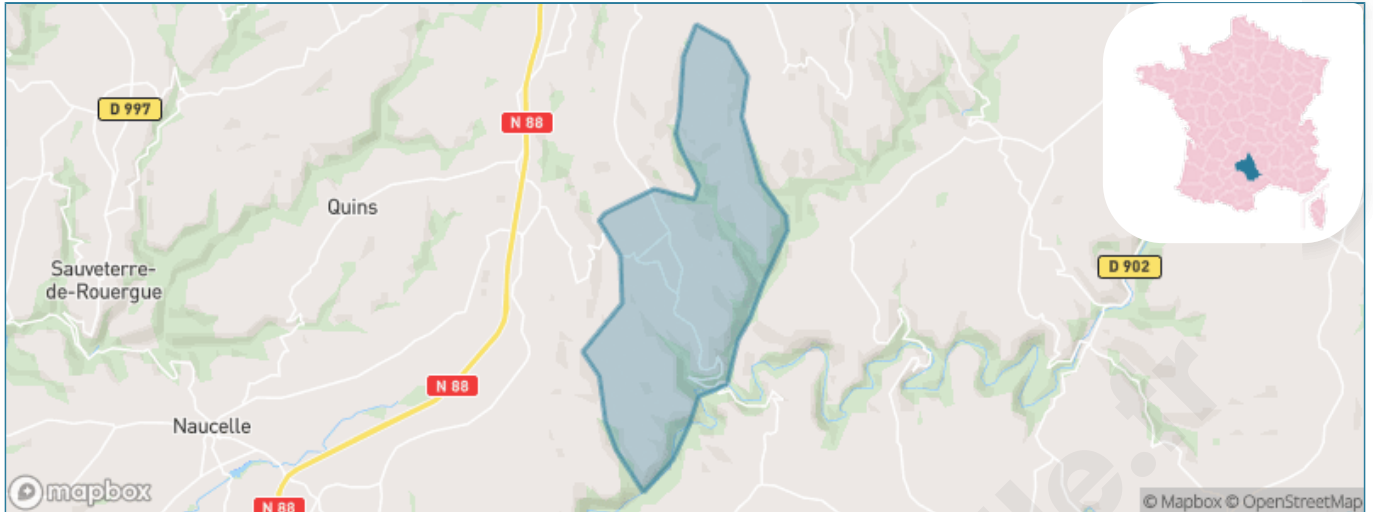 D 997
N 88
Quins
Sauveterre-
de-Rouergue
D 902
N 88
Naucelle
mapbox
N 88
© Mapbox © OpenStreetMap